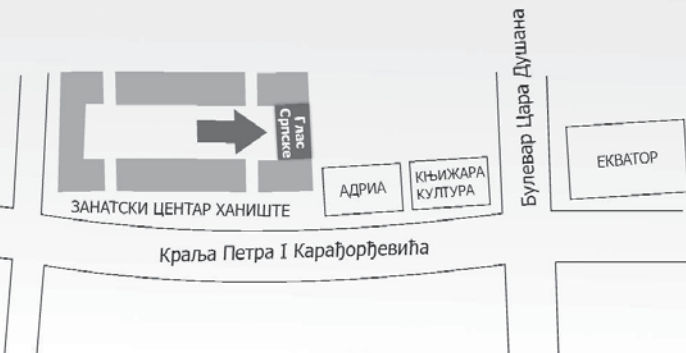 Булевар Цара Душана
Глас
Српске
ЕКВАТОР
АДРИА
КЊИЖАРА
КУЛТУРА
ЗАНАТСКИ ЦЕНТАР ХАНИШТЕ
Краља Петра I Карађорђевића